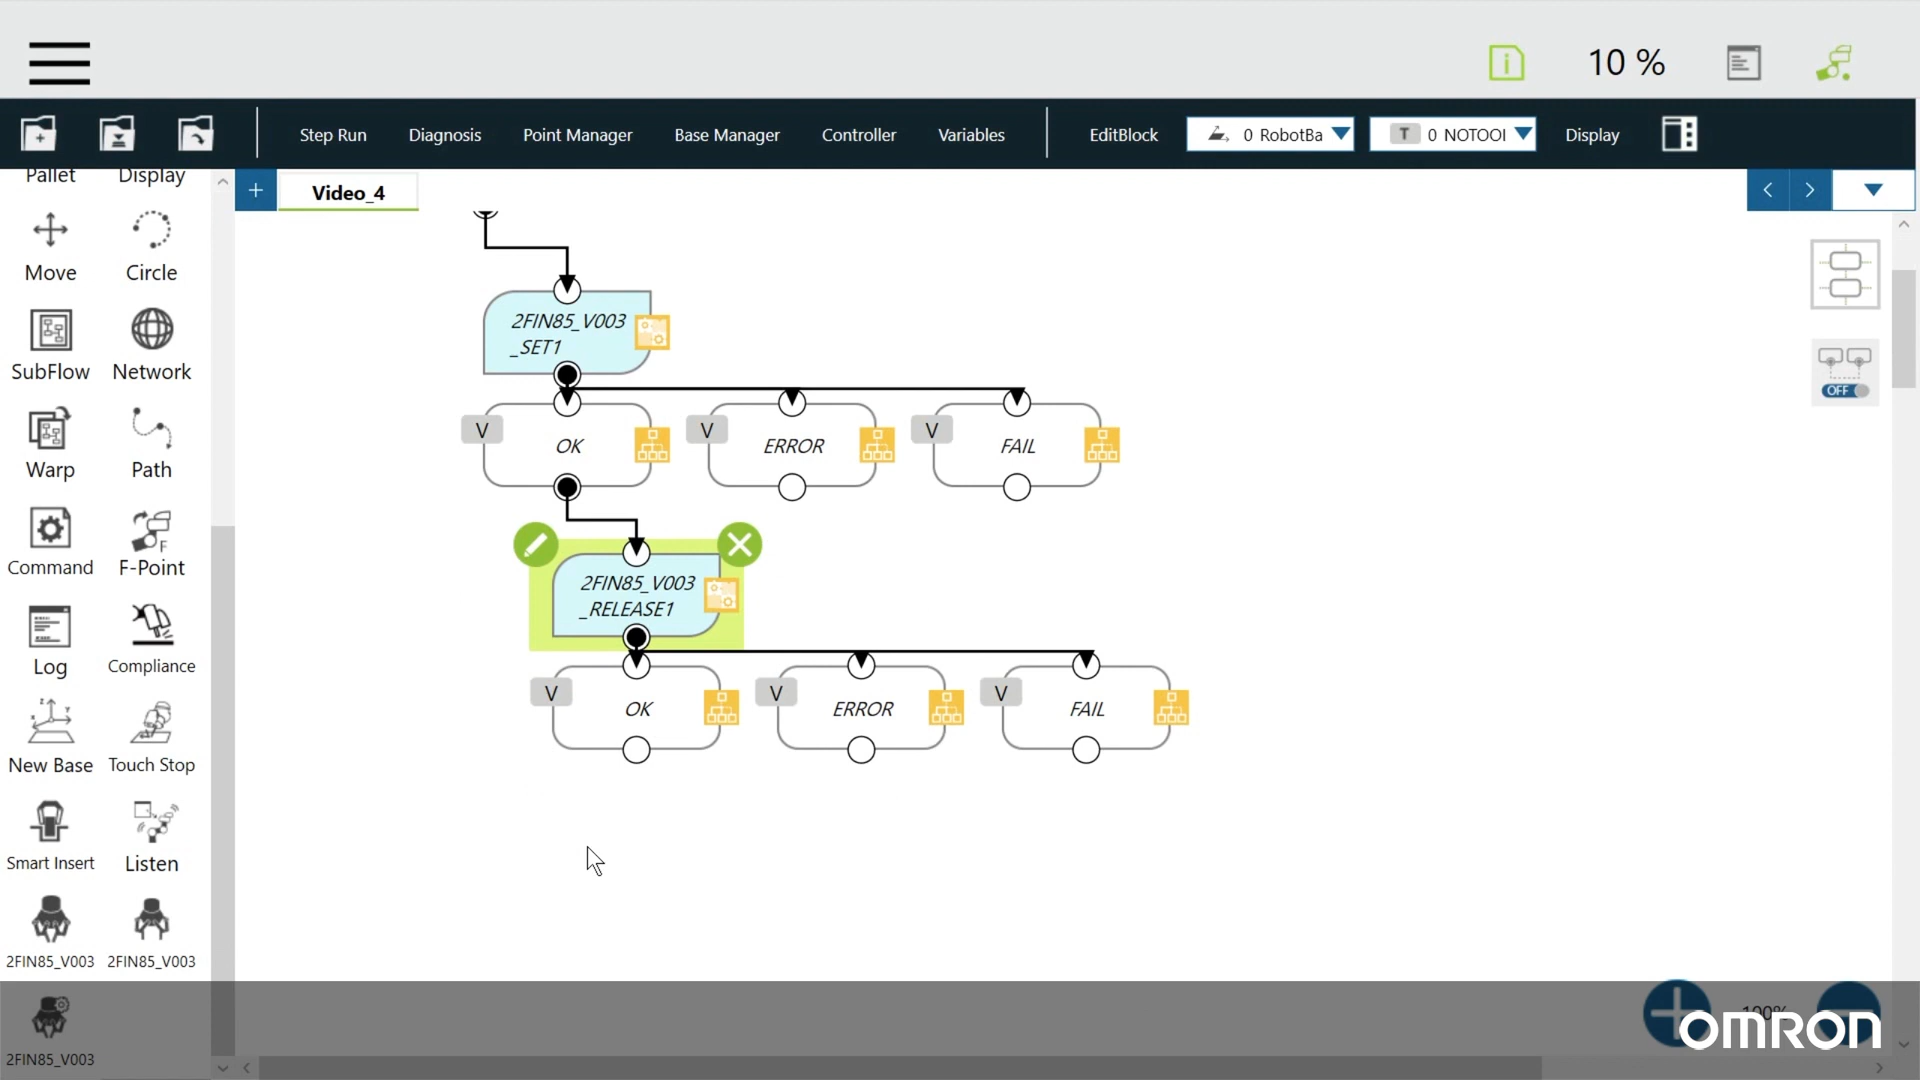 10 %
Step Run
Diagnosis
Point Manager
Base Manager
Controller
Variables
EditBlock
0 RobotBa
T 0 NOTOOI
Display
Pallet
Display
+
Video_4
Move
Circle
SubFlow
Network
Warp
Path
Command
F
F-Point
Log
Compliance
New Base
Touch Stop
Smart Insert
Listen
2FIN85_V003
2FIN85_V003
2FIN85_V003
2FIN85_V003
_SET1
V
OK
V
ERROR
V
FAIL
2FIN85_V003
_RELEASE1
V
OK
V
ERROR
V
FAIL
OFF
100%
OMRON